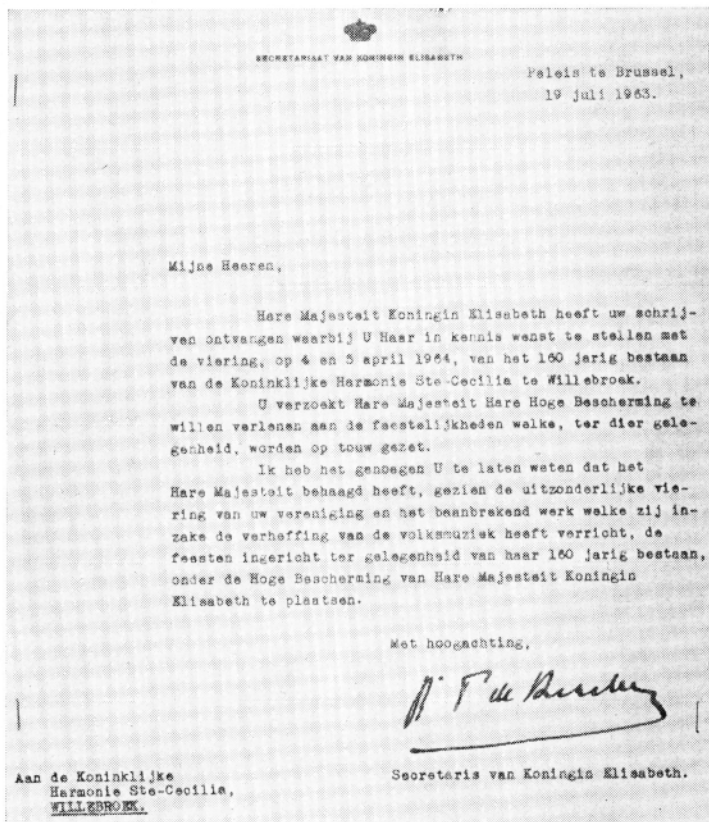 SECRETARIAAT VAN KONINGIN ELISABETH
Paleis te Brussel,
19 juli 1963.
Mijne Heeren,
Hare Majesteit Koningin Elisabeth heeft uw schrij-
ven ontvangen waarbij U Haar in kennis wenst te stellen met
de viering, op 4 en 5 april 1964, van het 160 jarig bestaan
van de Koninklijke Harmonie Ste-Cecilia te Willebroek.
U verzoekt Hare Majesteit Hare Hoge Bescherming te
willen verlenen aan de feestelijkheden welke, ter dier gele-
genheid, worden op touw gezet.
Ik heb het genoegen U te laten weten dat het
Hare Majesteit behaagd heeft, gezien de uitzonderlijke vie-
ring van uw vereniging en het baanbrekend werk welke zij in-
zake de verheffing van de volksmuziek heeft verricht, de
feesten ingericht ter gelegenheid van haar 160 jarig bestaan,
onder de Hoge Bescherming van Hare Majesteit Koningin
Elisabeth te plaatsen.
Met hoogachting,
Secretaris van Koningin Elisabeth.
Aan de Koninklijke
Harmonie Ste-Cecilia,
WILLEBROEK.